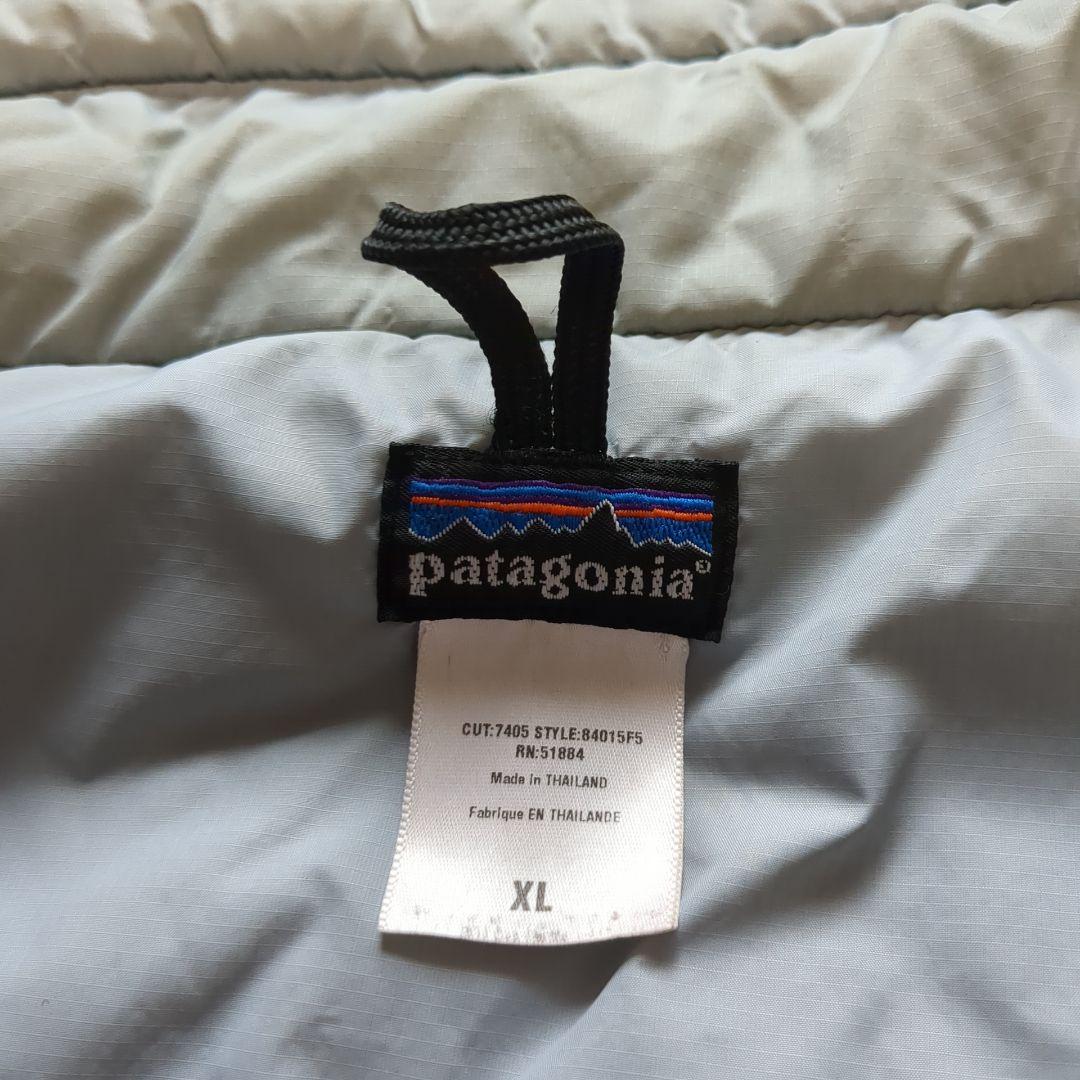 patagonia®
CUT:7405 STYLE:84015F5
RN:51884
Made in THAILAND
Fabrique EN THAILANDE
XL